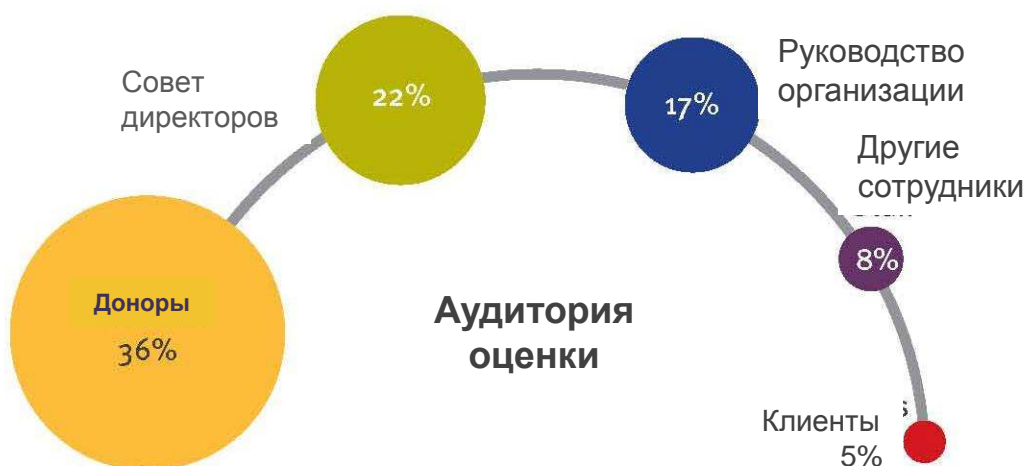 Совет
директоров
22%
17%
Руководство
организации
Другие
сотрудники
8%
Доноры
36%
Аудитория
оценки
Клиенты
5%